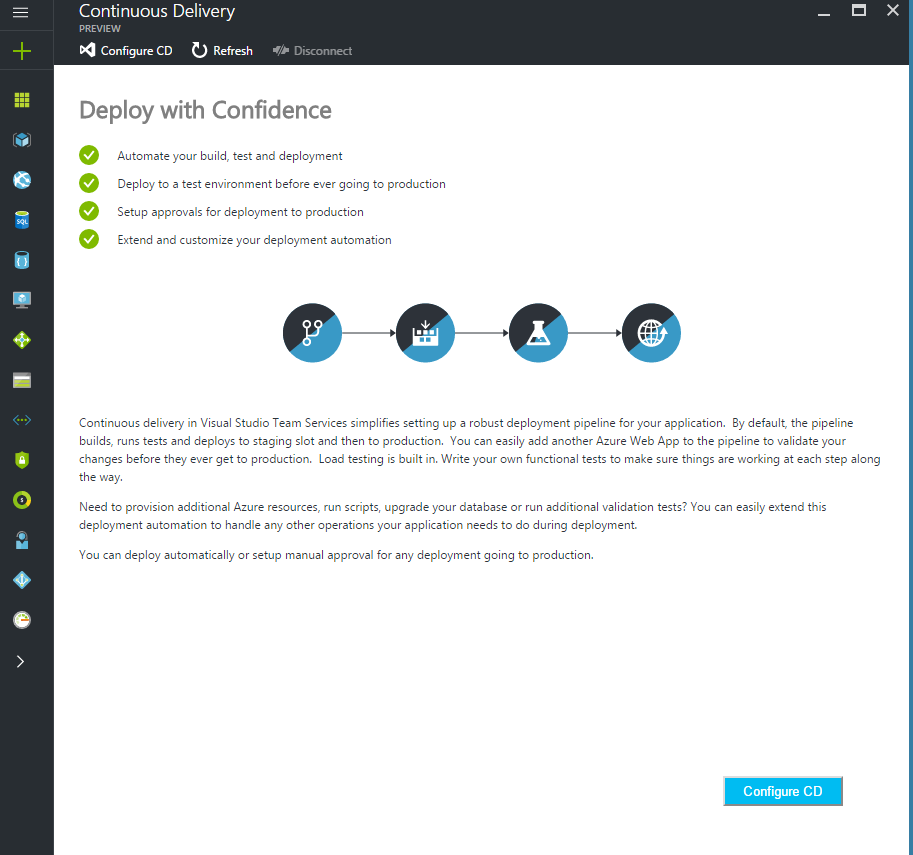 Continuous Delivery
PREVIEW
Configure CD Refresh Disconnect
Deploy with Confidence
Automate your build, test and deployment
Deploy to a test environment before ever going to production
Setup approvals for deployment to production
Extend and customize your deployment automation
Continuous delivery in Visual Studio Team Services simplifies setting up a robust deployment pipeline for your application.  By default, the pipeline
builds, runs tests and deploys to staging slot and then to production.  You can easily add another Azure Web App to the pipeline to validate your
changes before they ever get to production.  Load testing is built in. Write your own functional tests to make sure things are working at each step along
the way.
Need to provision additional Azure resources, run scripts, upgrade your database or run additional validation tests? You can easily extend this
deployment automation to handle any other operations your application needs to do during deployment.
You can deploy automatically or setup manual approval for any deployment going to production.
Configure CD
SQL